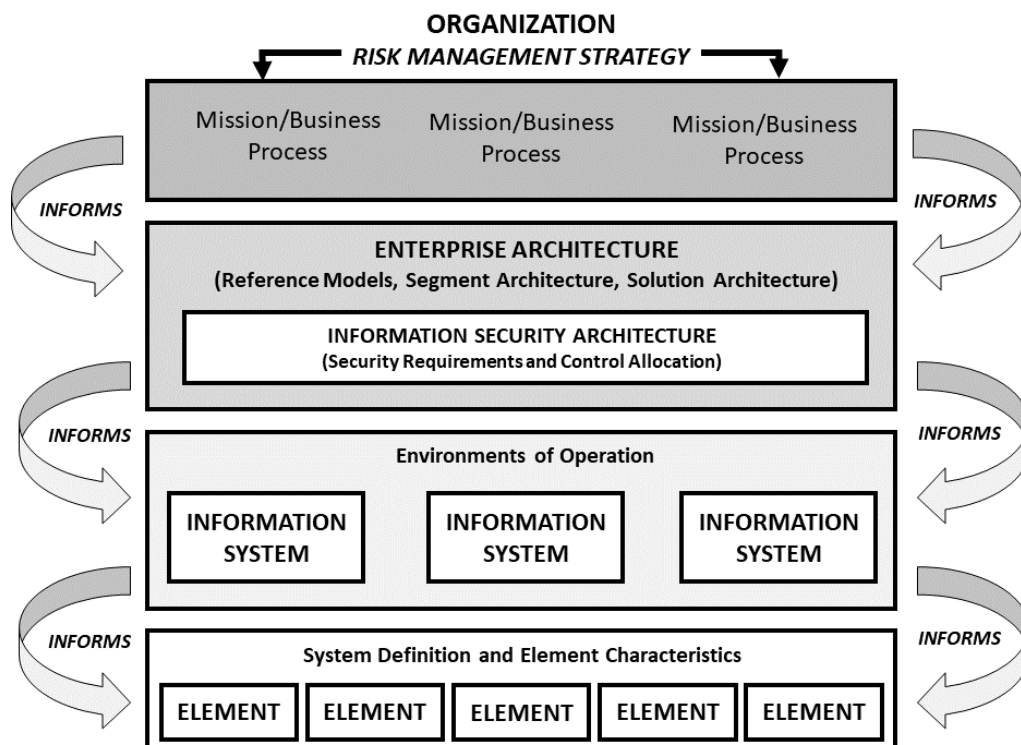 ORGANIZATION
RISK MANAGEMENT STRATEGY
Mission/Business
Process
Mission/Business
Process
Mission/Business
Process
INFORMS
INFORMS
ENTERPRISE ARCHITECTURE
(Reference Models, Segment Architecture, Solution Architecture)
INFORMATION SECURITY ARCHITECTURE
(Security Requirements and Control Allocation)
INFORMS
INFORMS
Environments of Operation
INFORMATION
SYSTEM
INFORMATION
SYSTEM
INFORMATION
SYSTEM
INFORMS
INFORMS
System Definition and Element Characteristics
ELEMENT
ELEMENT
ELEMENT
ELEMENT
ELEMENT